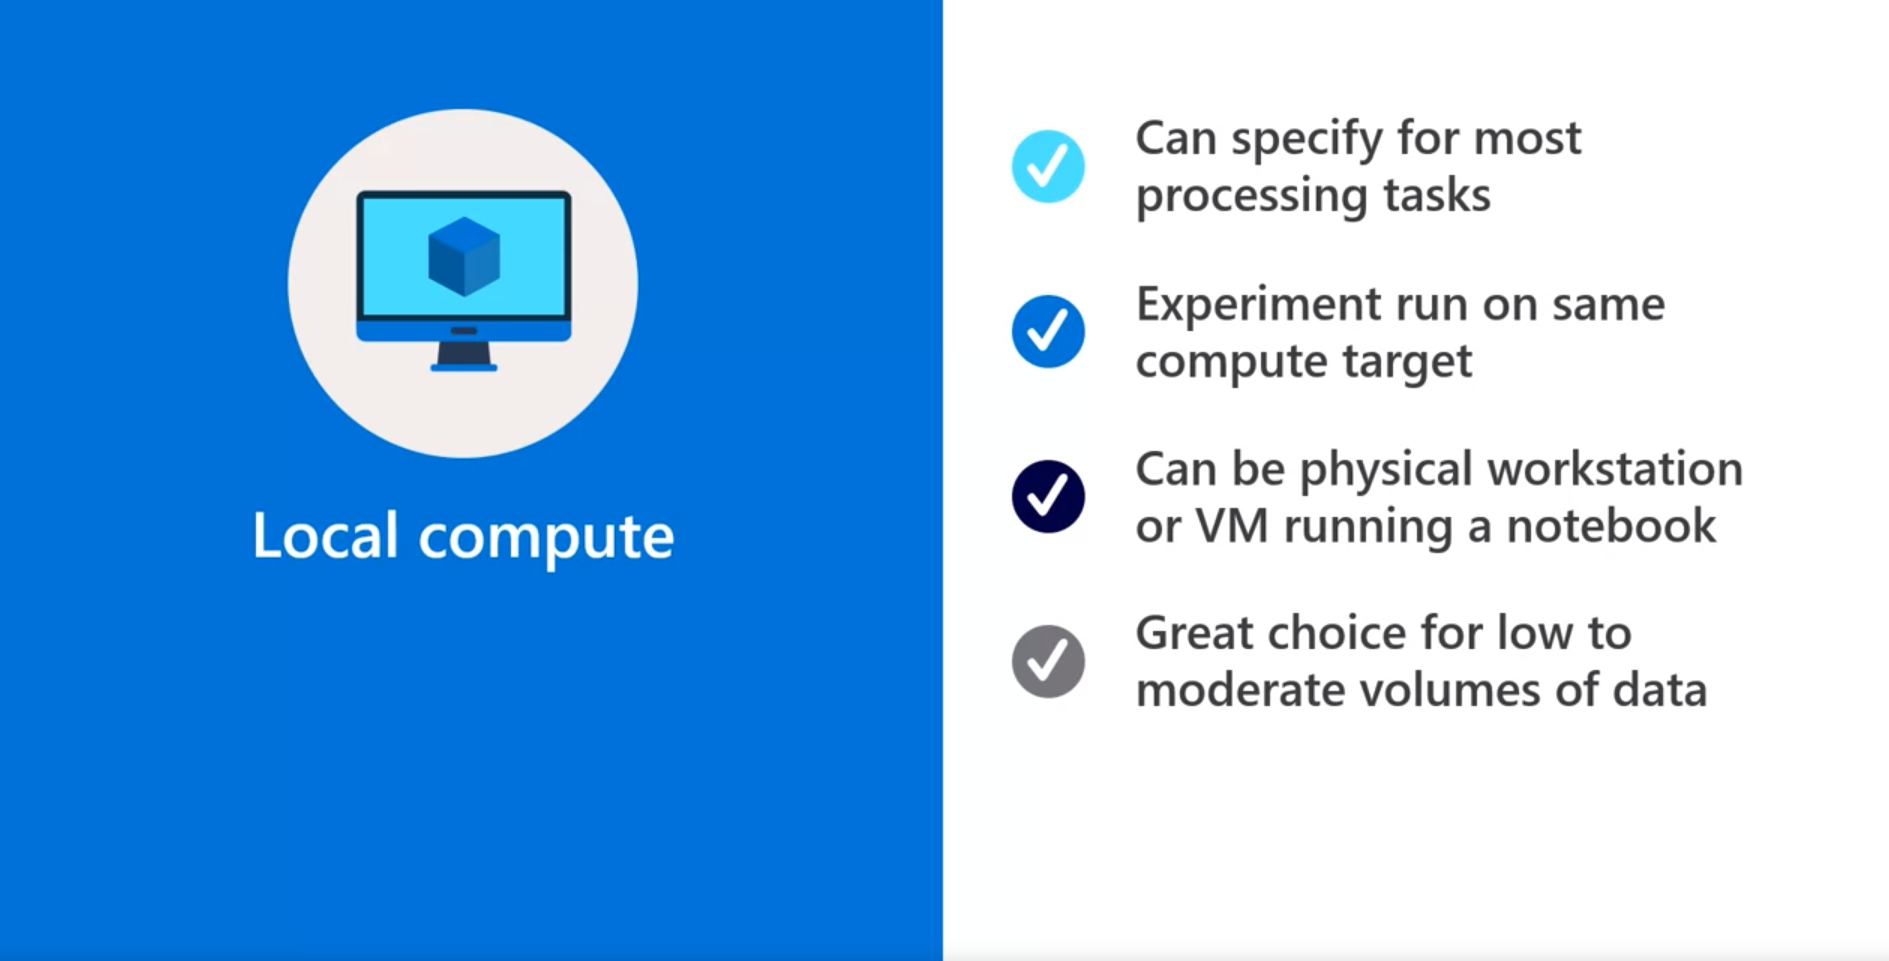 Local compute
Can specify for most
processing tasks
Experiment run on same
compute target
Can be physical workstation
or VM running a notebook
Great choice for low to
moderate volumes of data